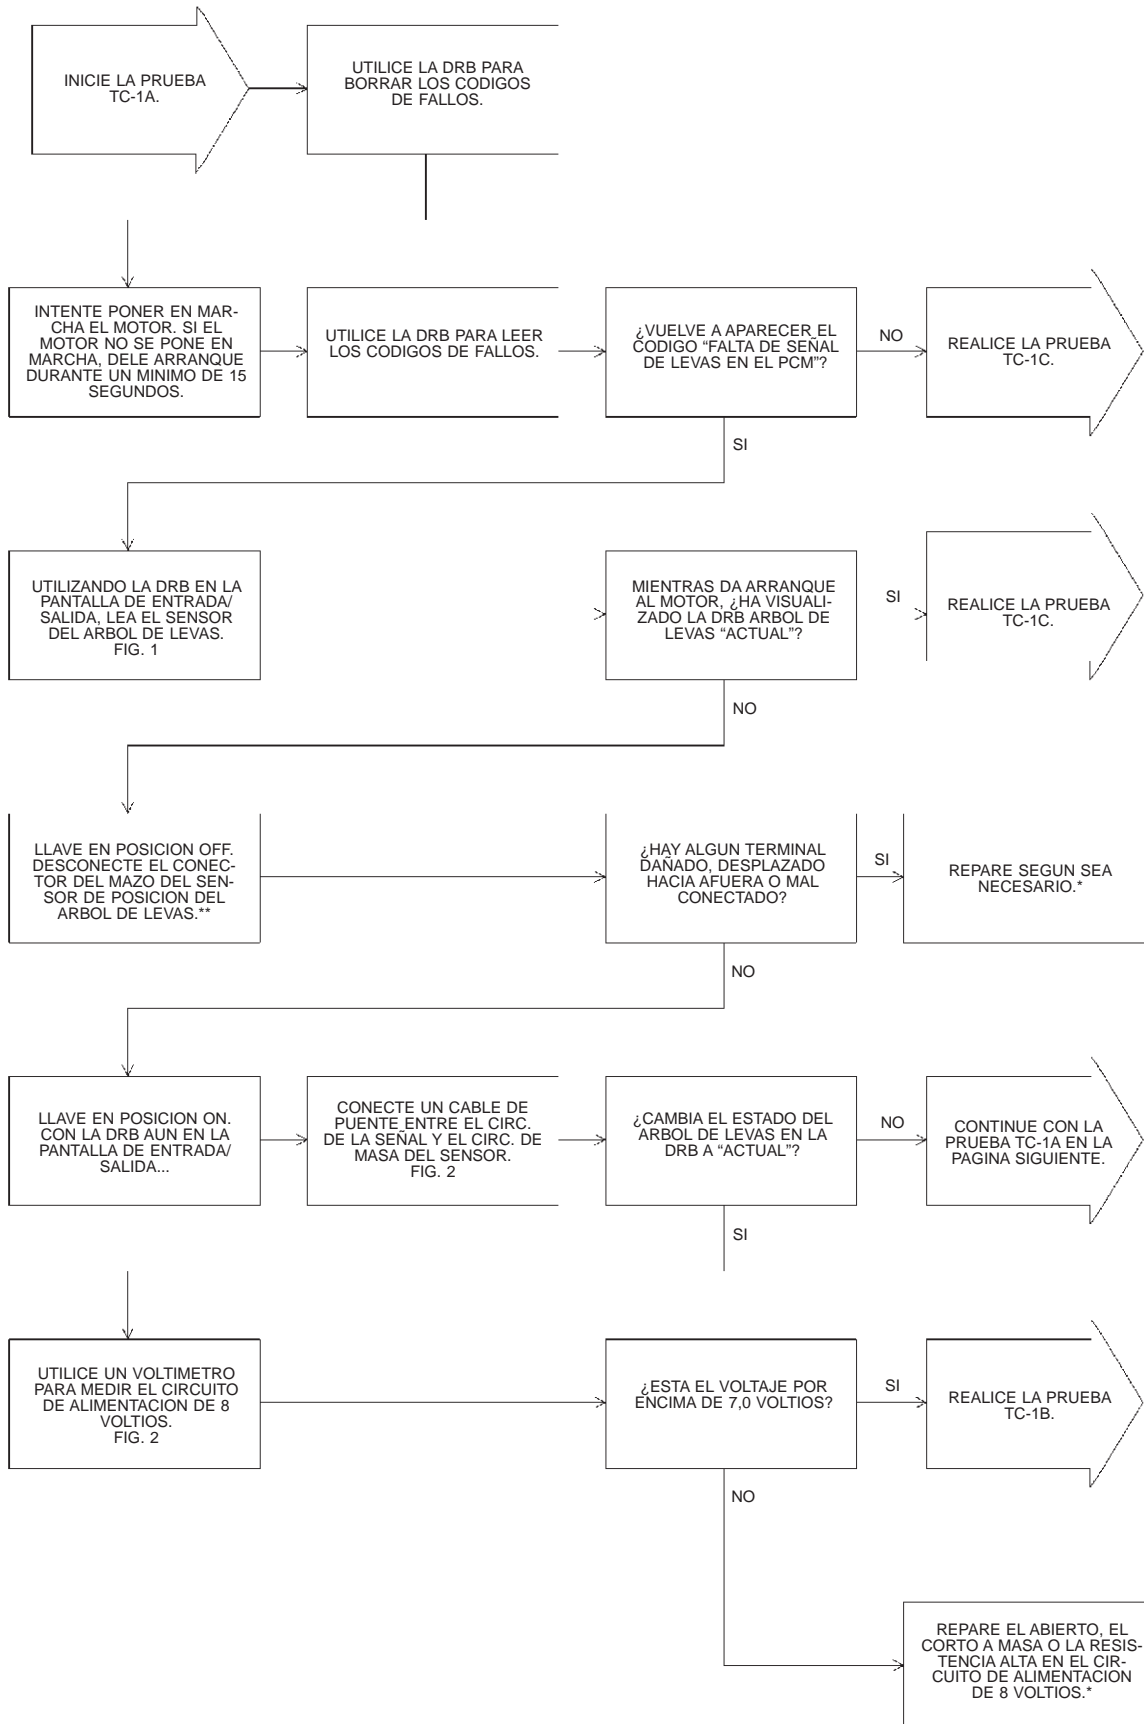 INICIE LA PRUEBA
TC-1A.
UTILICE LA DRB PARA
BORRAR LOS CODIGOS
DE FALLOS.
INTENTE PONER EN MAR-
CHA EL MOTOR. SI EL
MOTOR NO SE PONE EN
MARCHA, DELE ARRANQUE
DURANTE UN MINIMO DE 15
SEGUNDOS.
UTILICE LA DRB PARA LEER
LOS CODIGOS DE FALLOS.
¿VUELVE A APARECER EL
CODIGO “FALTA DE SEÑAL
DE LEVAS EN EL PCM”?
NO
REALICE LA PRUEBA
TC-1C.
SI
UTILIZANDO LA DRB EN LA
PANTALLA DE ENTRADA/
SALIDA, LEA EL SENSOR
DEL ARBOL DE LEVAS.
FIG. 1
MIENTRAS DA ARRANQUE
AL MOTOR, ¿HA VISUALI-
ZADO LA DRB ARBOL DE
LEVAS “ACTUAL”?
SI
REALICE LA PRUEBA
TC-1C.
NO
LLAVE EN POSICION OFF.
DESCONECTE EL CONEC-
TOR DEL MAZO DEL SEN-
SOR DE POSICION DEL
ARBOL DE LEVAS.**
¿HAY ALGUN TERMINAL
DAÑADO, DESPLAZADO
HACIA AFUERA O MAL
CONECTADO?
SI
REPARE SEGUN SEA
NECESARIO.*
NO
LLAVE EN POSICION ON.
CON LA DRB AUN EN LA
PANTALLA DE ENTRADA/
SALIDA...
CONECTE UN CABLE DE
PUENTE ENTRE EL CIRC.
DE LA SEÑAL Y EL CIRC. DE
MASA DEL SENSOR.
FIG. 2
¿CAMBIA EL ESTADO DEL
ARBOL DE LEVAS EN LA
DRB A “ACTUAL”?
NO
CONTINUE CON LA
PRUEBA TC-1A EN LA
PAGINA SIGUIENTE.
SI
UTILICE UN VOLTIMETRO
PARA MEDIR EL CIRCUITO
DE ALIMENTACION DE 8
VOLTIOS.
FIG. 2
¿ESTA EL VOLTAJE POR
ENCIMA DE 7,0 VOLTIOS?
SI
REALICE LA PRUEBA
TC-1B.
NO
REPARE EL ABIERTO, EL
CORTO A MASA O LA RESIS-
TENCIA ALTA EN EL CIR-
CUITO DE ALIMENTACION
DE 8 VOLTIOS.*